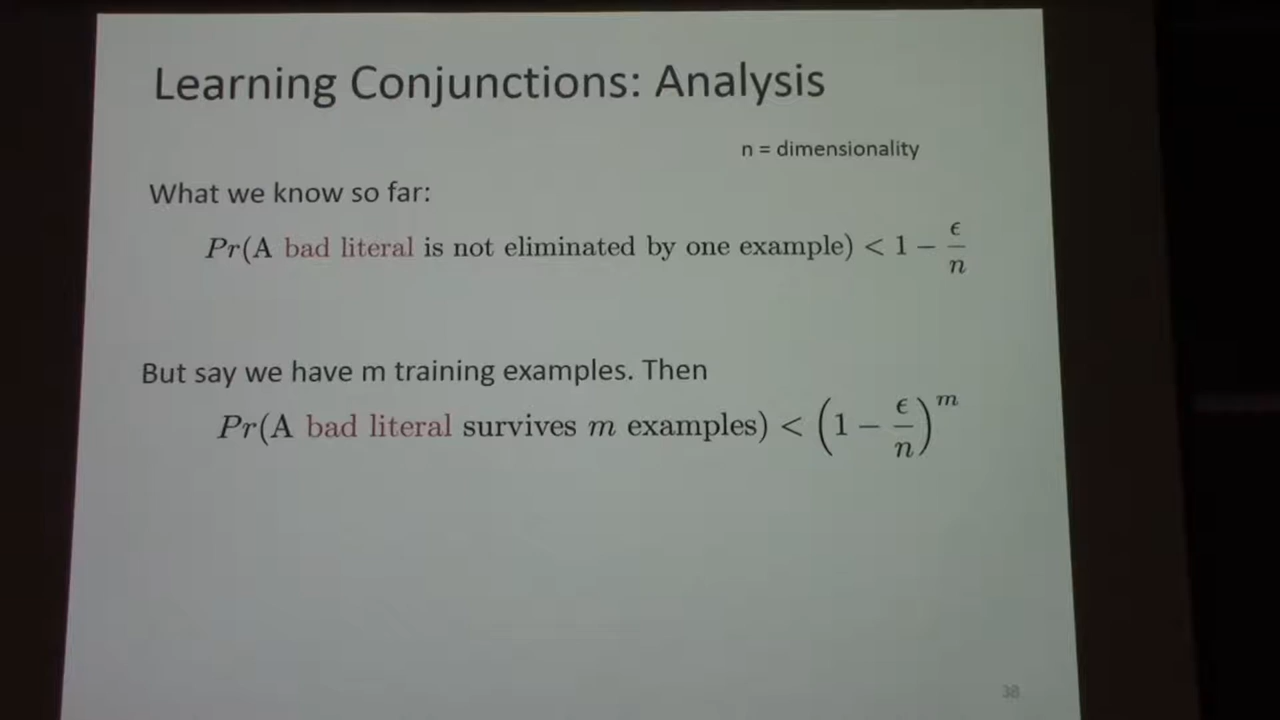 Learning Conjunctions: Analysis
n = dimensionality
What we know so far:
Pr(A bad literal is not eliminated by one example) < 1 − ϵ/n
But say we have m training examples. Then
Pr(A bad literal survives m examples) < (1 − ϵ/n)^m
38